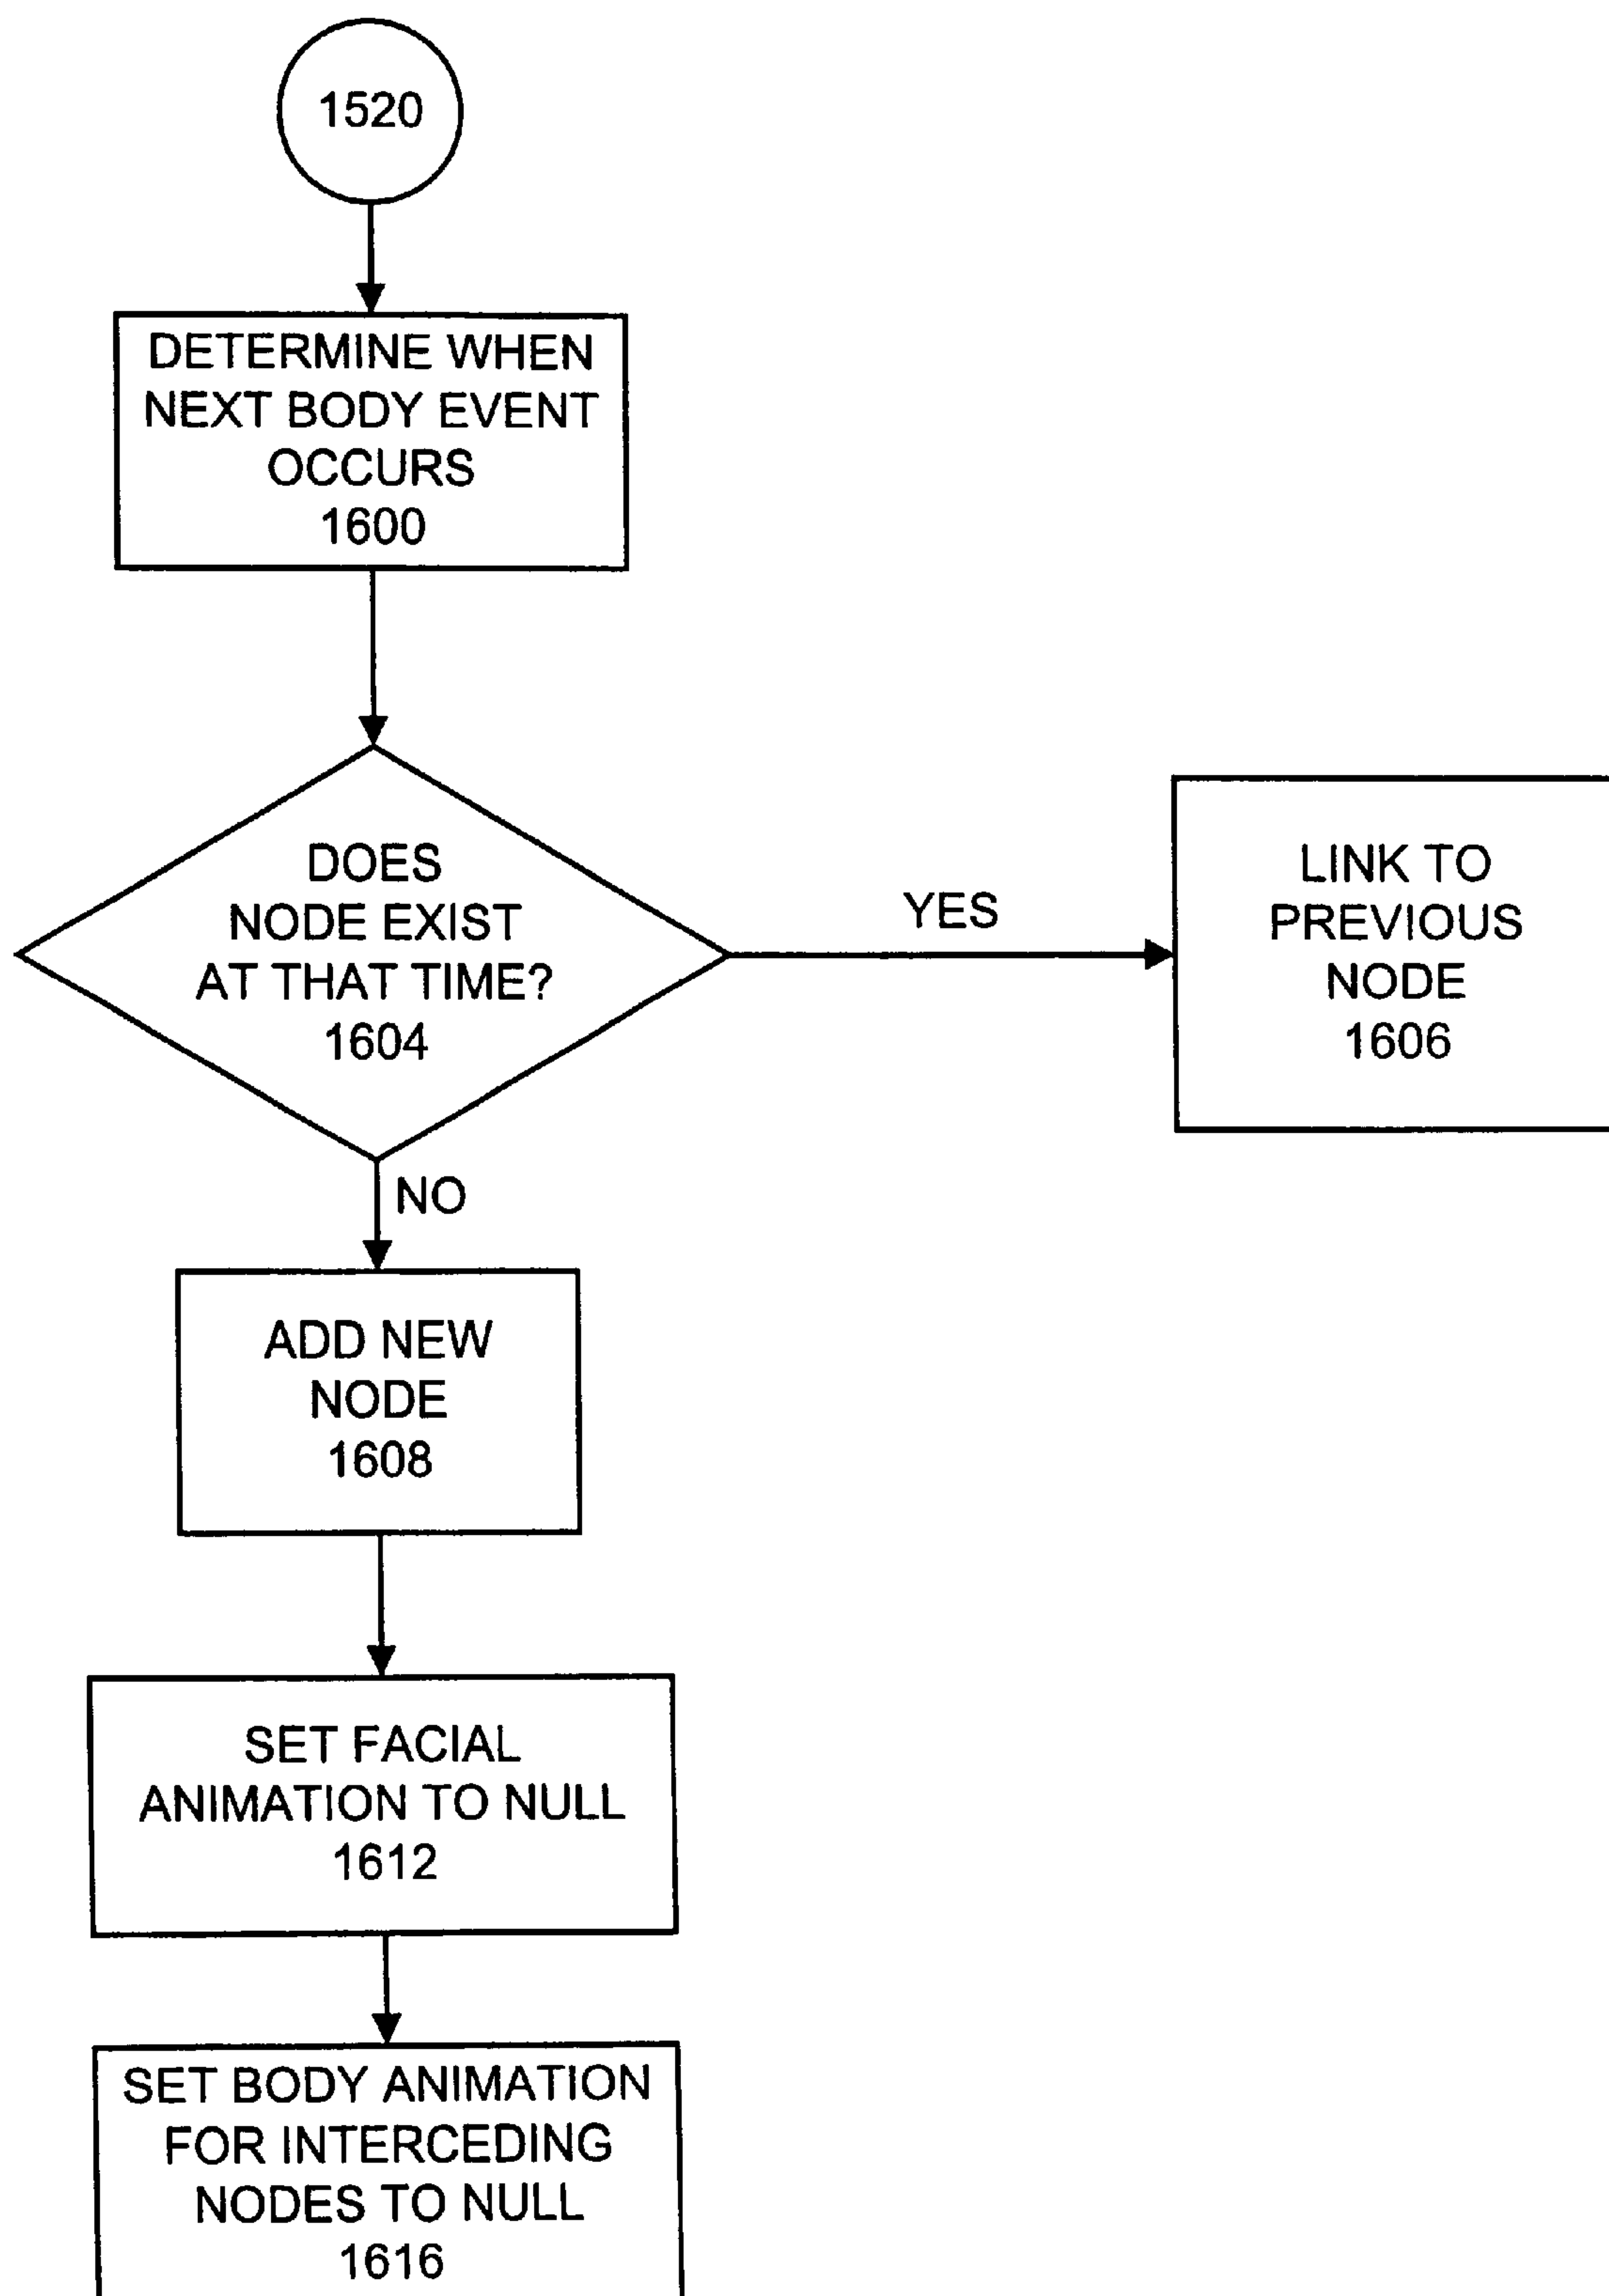 1520
DETERMINE WHEN
NEXT BODY EVENT
OCCURS
1600
DOES
NODE EXIST
AT THAT TIME?
1604
YES
LINK TO
PREVIOUS
NODE
1606
NO
ADD NEW
NODE
1608
SET FACIAL
ANIMATION TO NULL
1612
SET BODY ANIMATION
FOR INTERCEDING
NODES TO NULL
1616